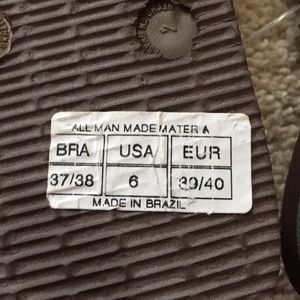 ALL MAN MADE MATER A
BRA USA EUR
37/38 6 39/40
MADE IN BRAZIL